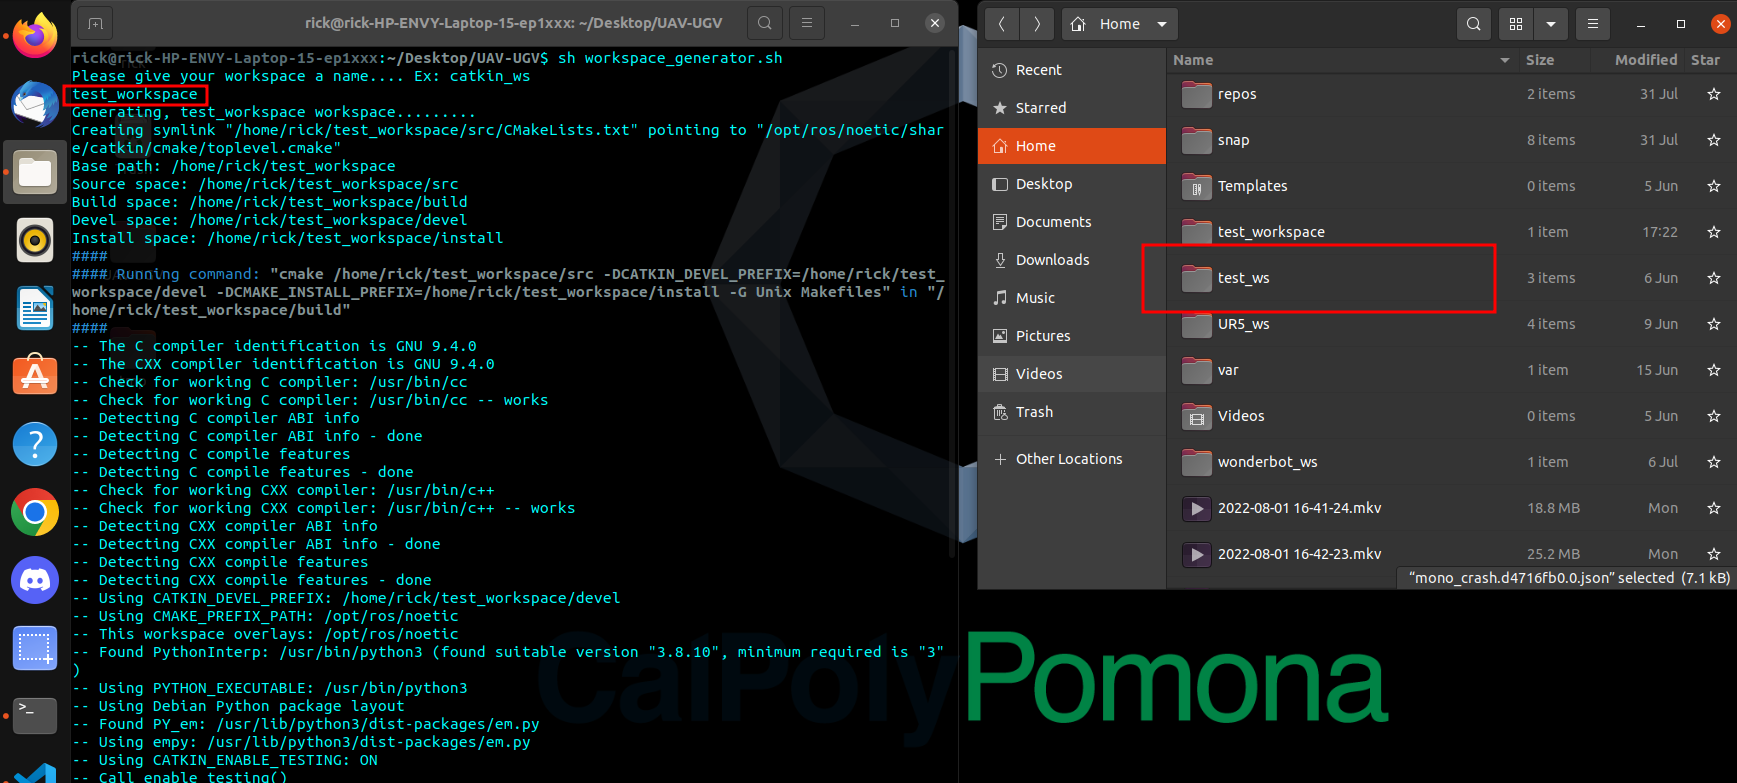 rick@rick-HP-ENVY-Laptop-15-ep1xxx: ~/Desktop/UAV-UGV
rick@rick-HP-ENVY-Laptop-15-ep1xxx:~/Desktop/UAV-UGV$ sh workspace_generator.sh
Please give your workspace a name.... Ex: catkin_ws
test_workspace
Generating, test_workspace workspace.........
Creating symlink "/home/rick/test_workspace/src/CMakeLists.txt" pointing to "/opt/ros/noetic/shar
e/catkin/cmake/toplevel.cmake"
Base path: /home/rick/test_workspace
Source space: /home/rick/test_workspace/src
Build space: /home/rick/test_workspace/build
Devel space: /home/rick/test_workspace/devel
Install space: /home/rick/test_workspace/install
####
#### Running command: "cmake /home/rick/test_workspace/src -DCATKIN_DEVEL_PREFIX=/home/rick/test_
workspace/devel -DCMAKE_INSTALL_PREFIX=/home/rick/test_workspace/install -G Unix Makefiles" in "/
home/rick/test_workspace/build"
####
-- The C compiler identification is GNU 9.4.0
-- The CXX compiler identification is GNU 9.4.0
-- Check for working C compiler: /usr/bin/cc
-- Check for working C compiler: /usr/bin/cc -- works
-- Detecting C compiler ABI info
-- Detecting C compiler ABI info - done
-- Detecting C compile features
-- Detecting C compile features - done
-- Check for working CXX compiler: /usr/bin/c++
-- Check for working CXX compiler: /usr/bin/c++ -- works
-- Detecting CXX compiler ABI info
-- Detecting CXX compiler ABI info - done
-- Detecting CXX compile features
-- Detecting CXX compile features - done
-- Using CATKIN_DEVEL_PREFIX: /home/rick/test_workspace/devel
-- Using CMAKE_PREFIX_PATH: /opt/ros/noetic
-- This workspace overlays: /opt/ros/noetic
-- Found PythonInterp: /usr/bin/python3 (found suitable version "3.8.10", minimum required is "3"
)
-- Using PYTHON_EXECUTABLE: /usr/bin/python3
-- Using Debian Python package layout
-- Found PY_em: /usr/lib/python3/dist-packages/em.py
-- Using empy: /usr/lib/python3/dist-packages/em.py
-- Using CATKIN_ENABLE_TESTING: ON
-- Call enable_testing()
Home
Recent
Starred
Home
Desktop
Documents
Downloads
Music
Pictures
Videos
Trash
Other Locations
Name Size Modified Star
repos 2 items 31 Jul
snap 8 items 31 Jul
Templates 0 items 5 Jun
test_workspace 1 item 17:22
test_ws 3 items 6 Jun
UR5_ws 4 items 9 Jun
var 1 item 15 Jun
Videos 0 items 5 Jun
wonderbot_ws 1 item 6 Jul
2022-08-01 16-41-24.mkv 18.8 MB Mon
2022-08-01 16-42-23.mkv 25.2 MB Mon
"mono_crash.d4716fb0.0.json" selected (7.1 kB)
CalPolyPomona